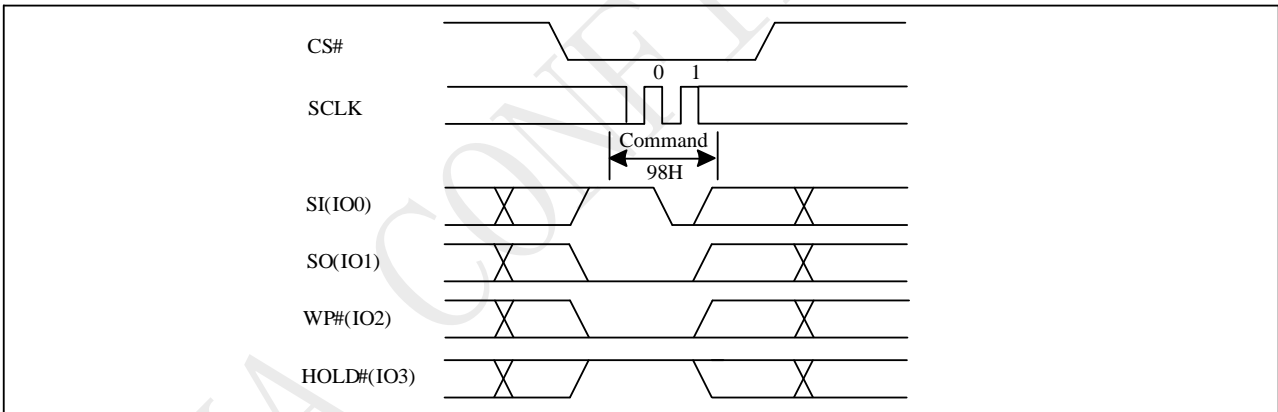 CS#
0 1
SCLK
Command
98H
SI(IO0)
SO(IO1)
WP#(IO2)
HOLD#(IO3)